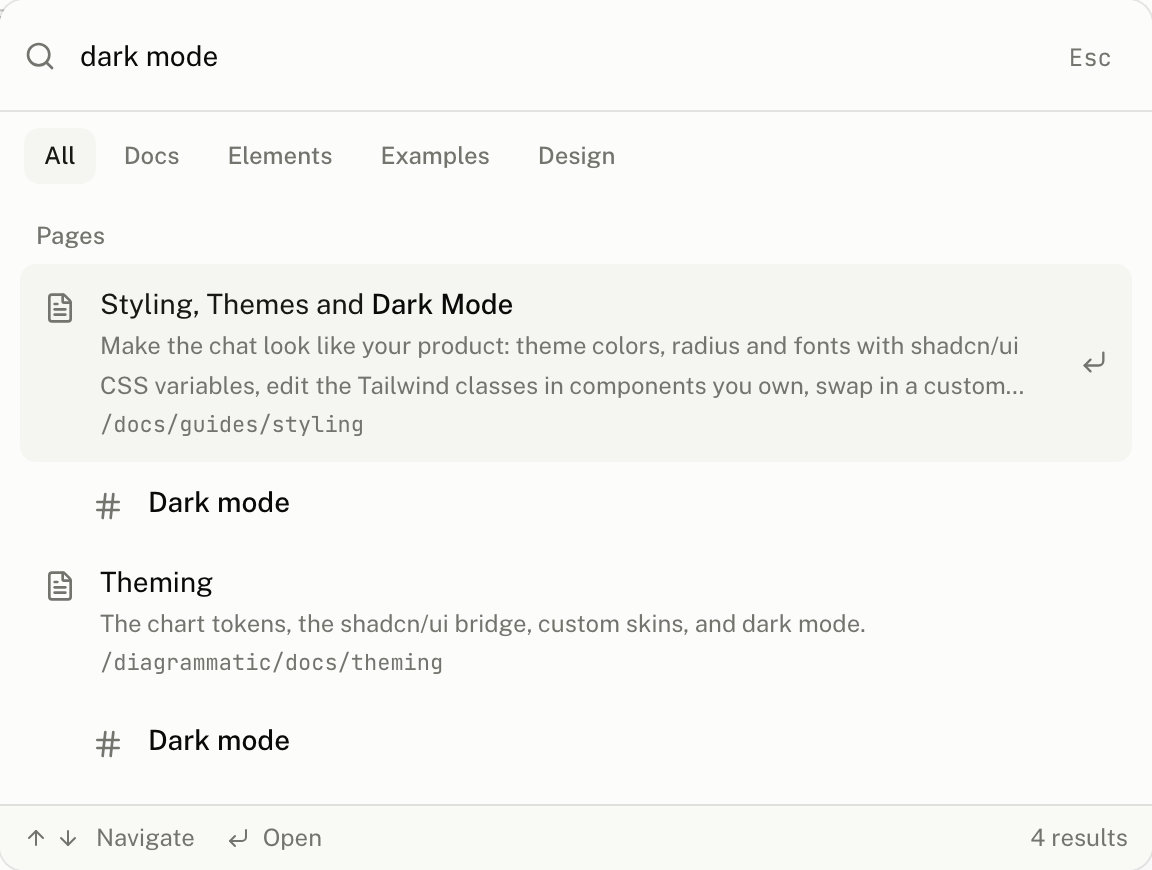 dark mode
Esc
All Docs Elements Examples Design
Pages
Styling, Themes and Dark Mode
Make the chat look like your product: theme colors, radius and fonts with shadcn/ui
CSS variables, edit the Tailwind classes in components you own, swap in a custom...
/docs/guides/styling
# Dark mode
Theming
The chart tokens, the shadcn/ui bridge, custom skins, and dark mode.
/diagrammatic/docs/theming
# Dark mode
↑ ↓ Navigate ↵ Open 4 results